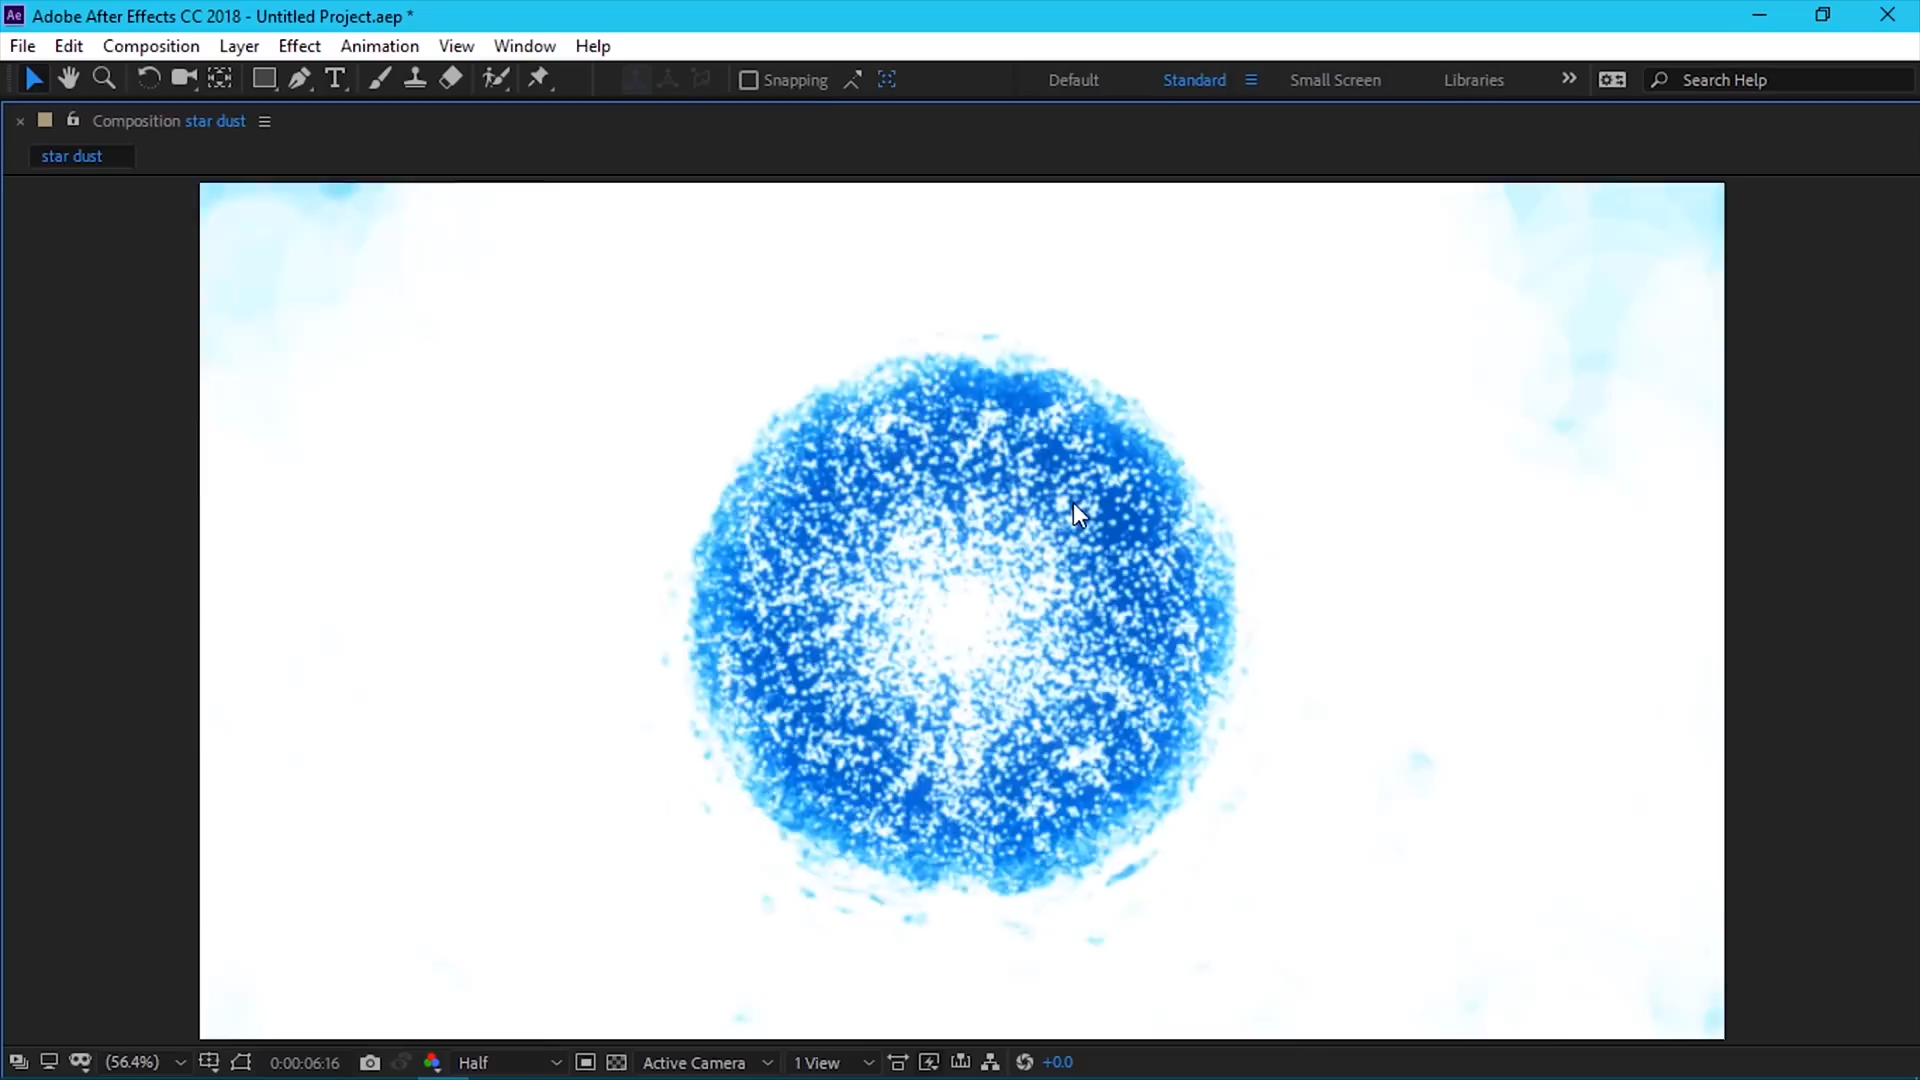 Ae Adobe After Effects CC 2018 - Untitled Project.aep *
File Edit Composition Layer Effect Animation View Window Help
T Snapping Default Standard Small Screen Libraries Search Help
Composition star dust
star dust
(56.4%) 0:00:06:16 Half Active Camera 1 View +0.0